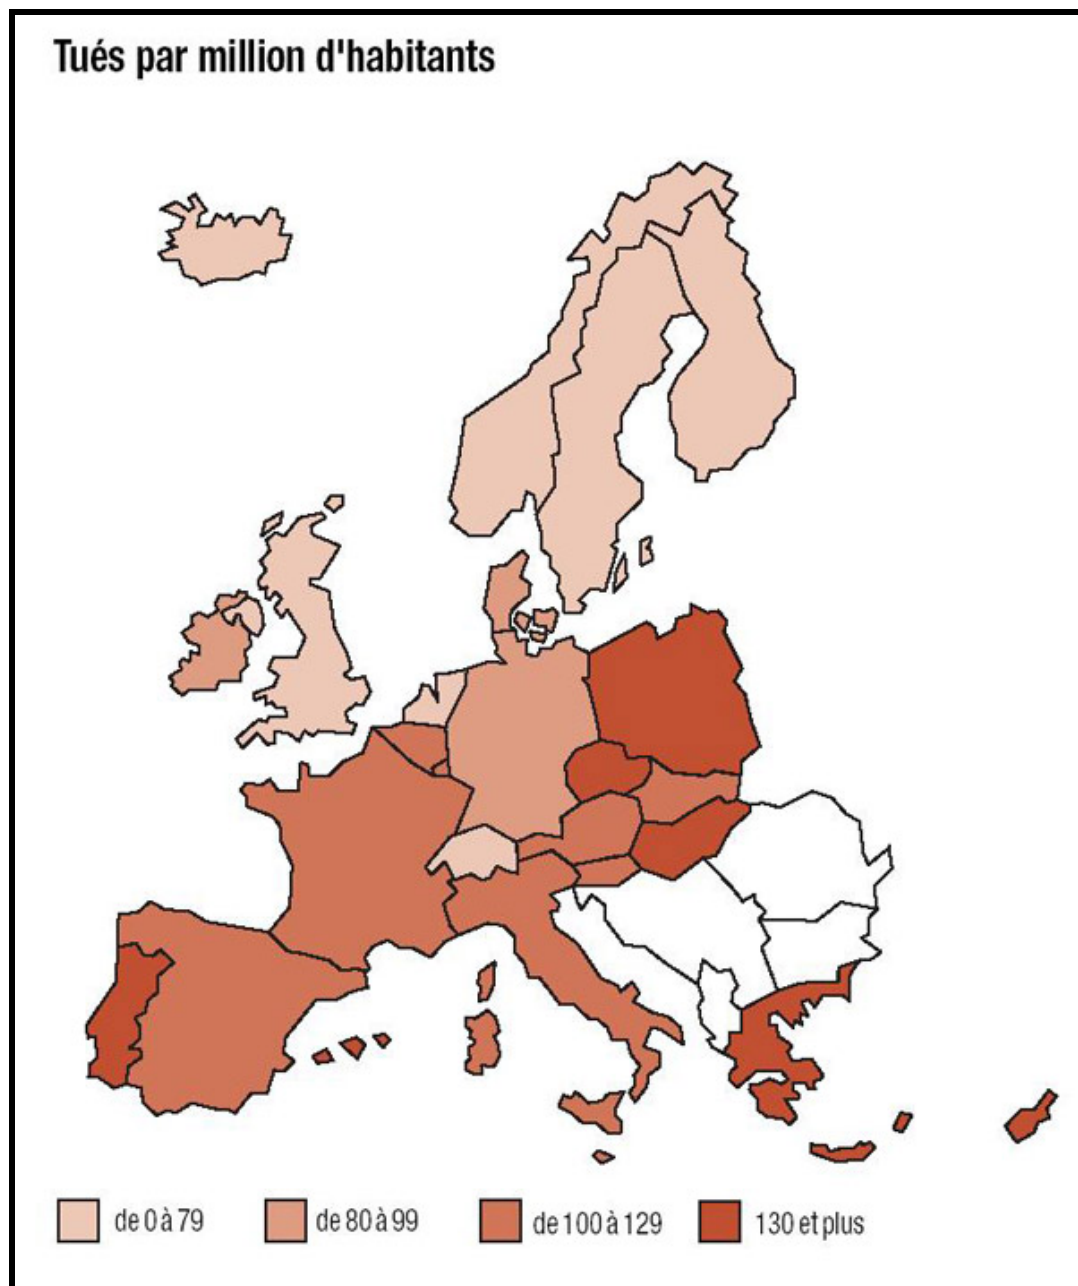 Tués par million d'habitants
de 0 à 79
de 80 à 99
de 100 à 129
130 et plus